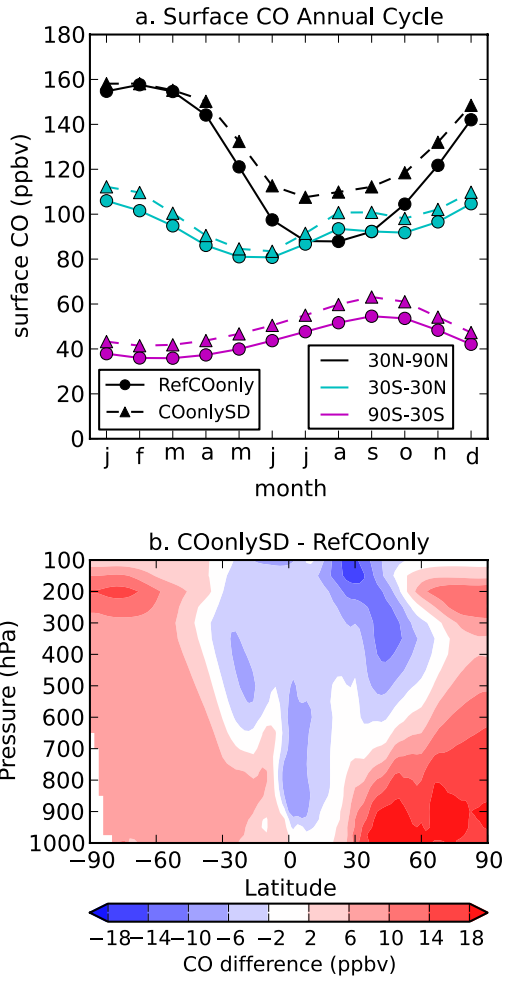 a. Surface CO Annual Cycle
180
160
140
120
100
80
60
40
20
0
surface CO (ppbv)
RefCOonly
COonlySD
30N-90N
30S-30N
90S-30S
j f m a m j j a s o n d
month
b. COonlySD - RefCOonly
100
200
300
400
500
600
700
800
900
1000
Pressure (hPa)
−90 −60 −30 0 30 60 90
Latitude
−18 −14 −10 −6 −2 2 6 10 14 18
CO difference (ppbv)